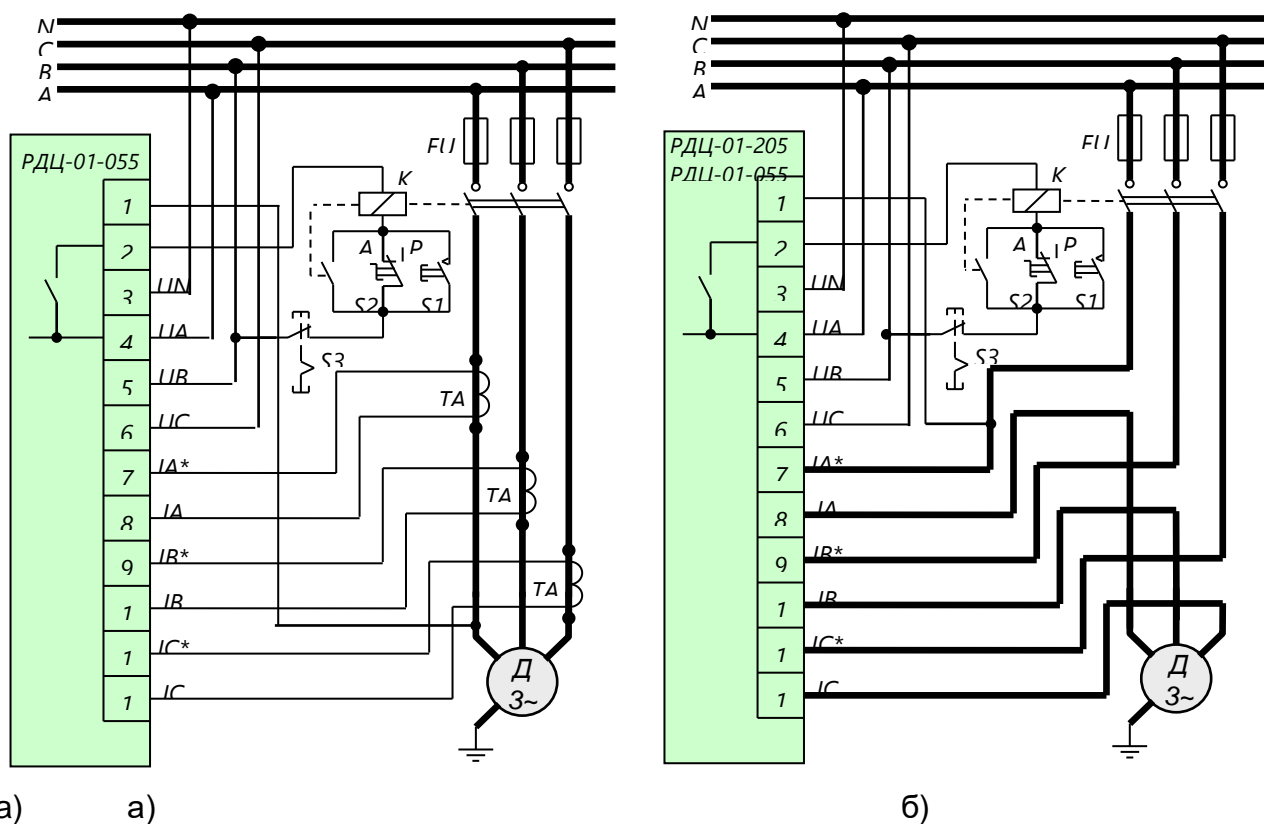 N
C
B
A
РДЦ-01-055
FU
K
1
2
A
P
S2
S1
3
UN
4
UA
S3
5
UB
6
UC
TA
7
IA*
8
IA
TA
9
IB*
1
IB
TA
1
IC*
1
IC
Д
3~
N
C
B
A
РДЦ-01-205
РДЦ-01-055
FU
K
1
2
A
P
S2
S1
3
UN
4
UA
S3
5
UB
6
UC
7
IA*
8
IA
9
IB*
1
IB
1
IC*
1
IC
Д
3~
а)
а)
б)